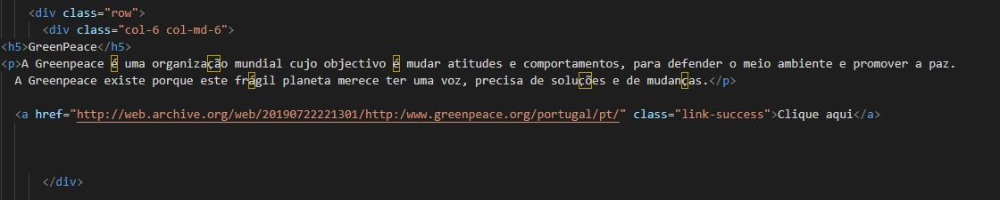 <div class="row">
<div class="col-6 col-md-6">
<h5>GreenPeace</h5>
<p>A Greenpeace é uma organização mundial cujo objectivo é mudar atitudes e comportamentos, para defender o meio ambiente e promover a paz.
A Greenpeace existe porque este frágil planeta merece ter uma voz, precisa de soluções e de mudanças.</p>
<a href="http://web.archive.org/web/20190722221301/http:/www.greenpeace.org/portugal/pt/" class="link-success">Clique aqui</a>
</div>